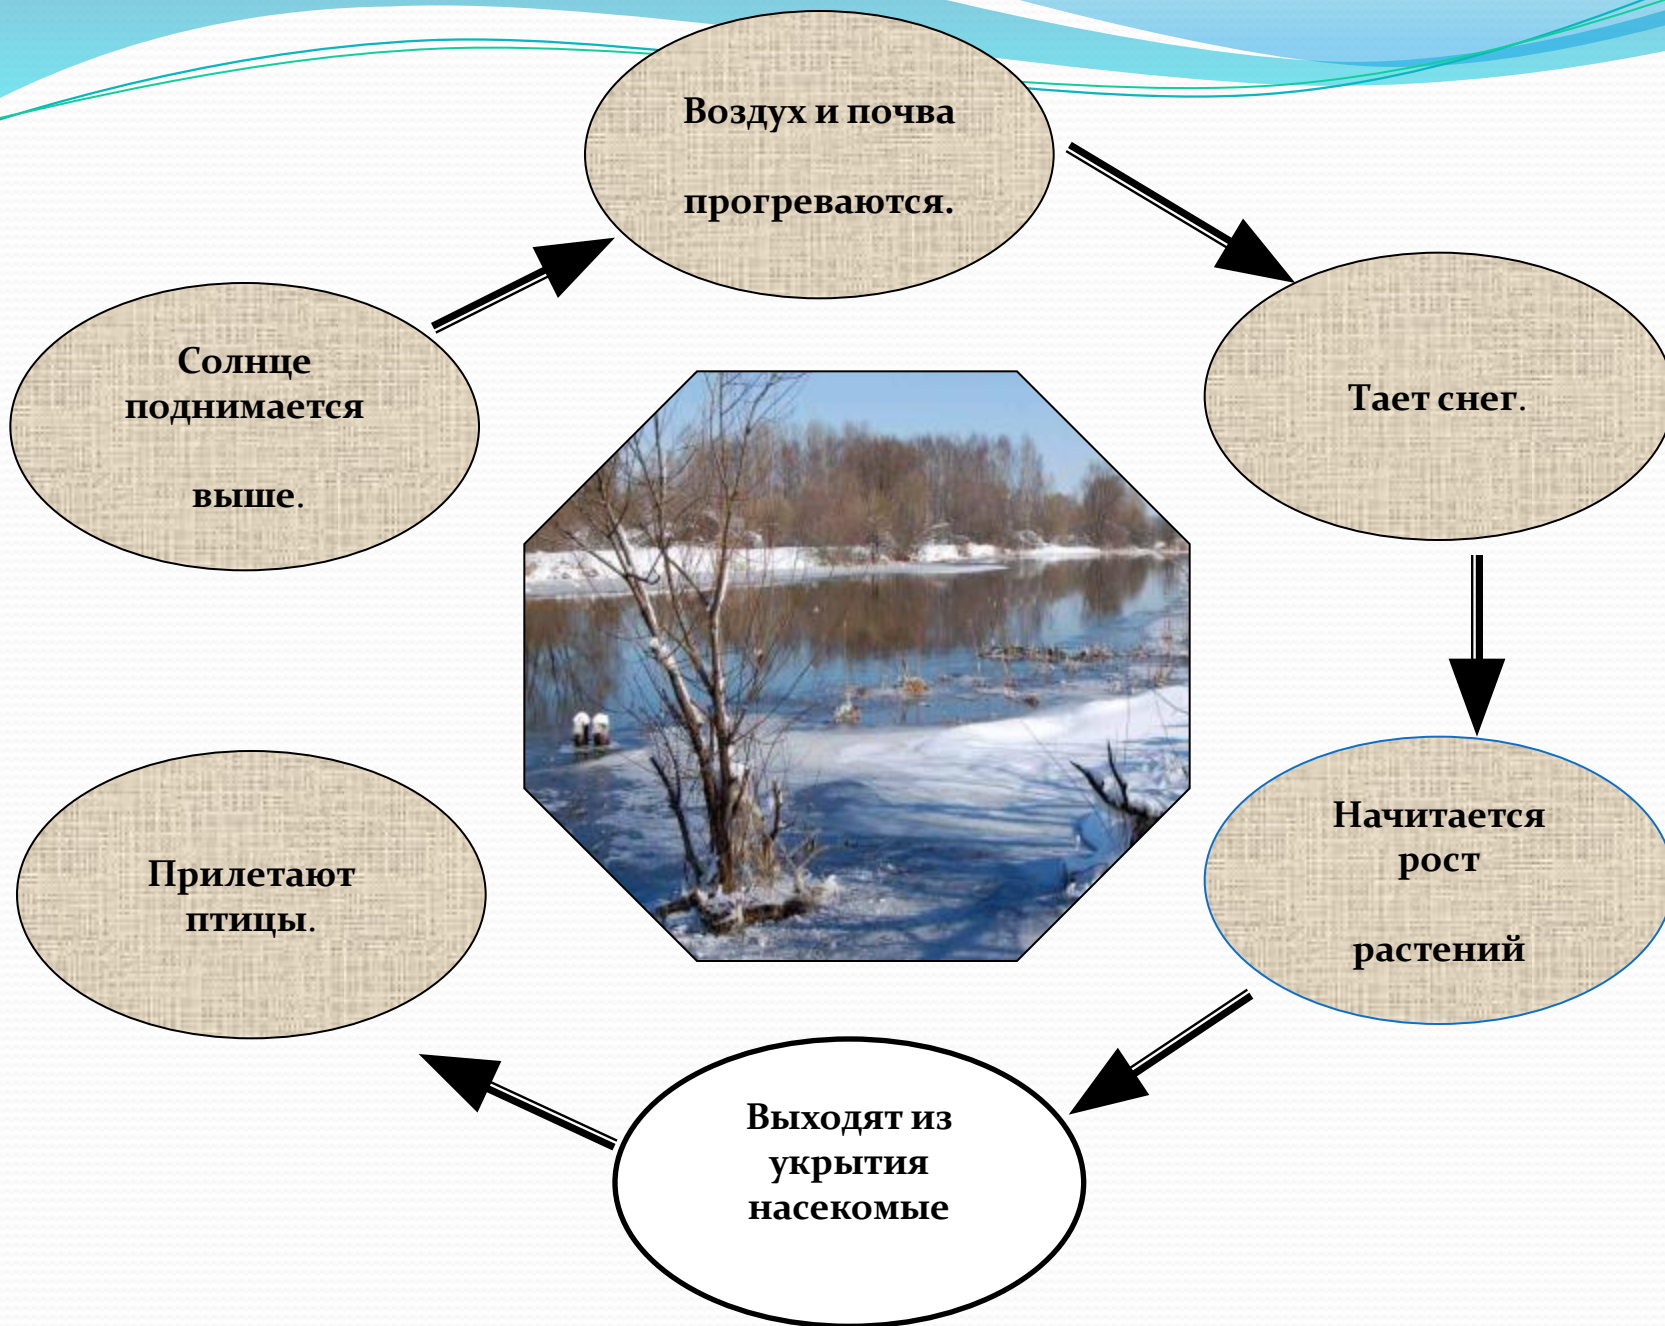 Воздух и почва
прогреваются.
Солнце
поднимается
выше.
Тает снег.
Начитается
рост
растений
Прилетают
птицы.
Выходят из
укрытия
насекомые